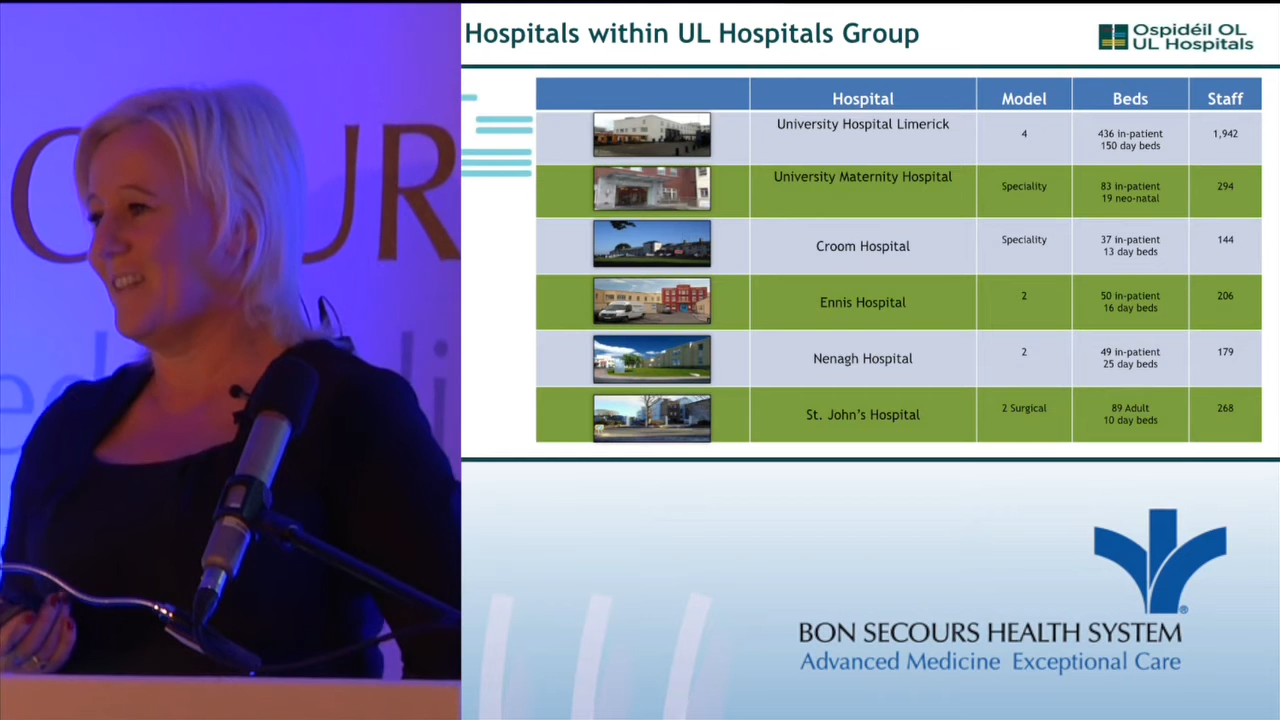 Hospitals within UL Hospitals Group
Ospidéil OL
UL Hospitals
Hospital Model Beds Staff
University Hospital Limerick 4 436 in-patient 1,942
150 day beds
University Maternity Hospital Speciality 83 in-patient 294
19 neo-natal
Croom Hospital Speciality 37 in-patient 144
13 day beds
Ennis Hospital 2 50 in-patient 206
16 day beds
Nenagh Hospital 2 49 in-patient 179
25 day beds
St. John's Hospital 2 Surgical 89 Adult 268
10 day beds
BON SECOURS HEALTH SYSTEM
Advanced Medicine Exceptional Care